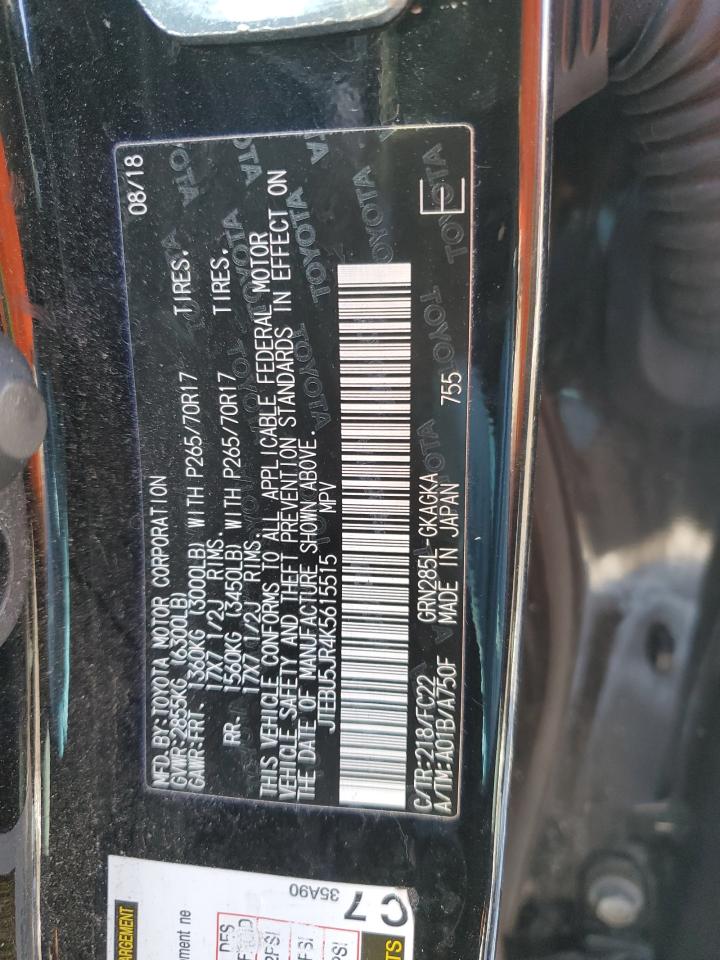 08/18
MFD.BY:TOYOTA MOTOR CORPORATION
GVWR:2855KG (6300LB)
GAWR:FRT. 1360KG (3000LB) WITH P265/70R17 TIRES.
17X7 1/2J RIMS.
RR. 1560KG (3450LB) WITH P265/70R17 TIRES.
17X7 1/2J RIMS.
THIS VEHICLE CONFORMS TO ALL APPLICABLE FEDERAL MOTOR
VEHICLE SAFETY AND THEFT PREVENTION STANDARDS IN EFFECT ON
THE DATE OF MANUFACTURE SHOWN ABOVE.
JTEBU5JR4K5615515 MPV
C/TR:218/FC22 GRN285L-GKAGKA
A/TM:A01B/A750F MADE IN JAPAN 755
TOYOTA
C7
35A90